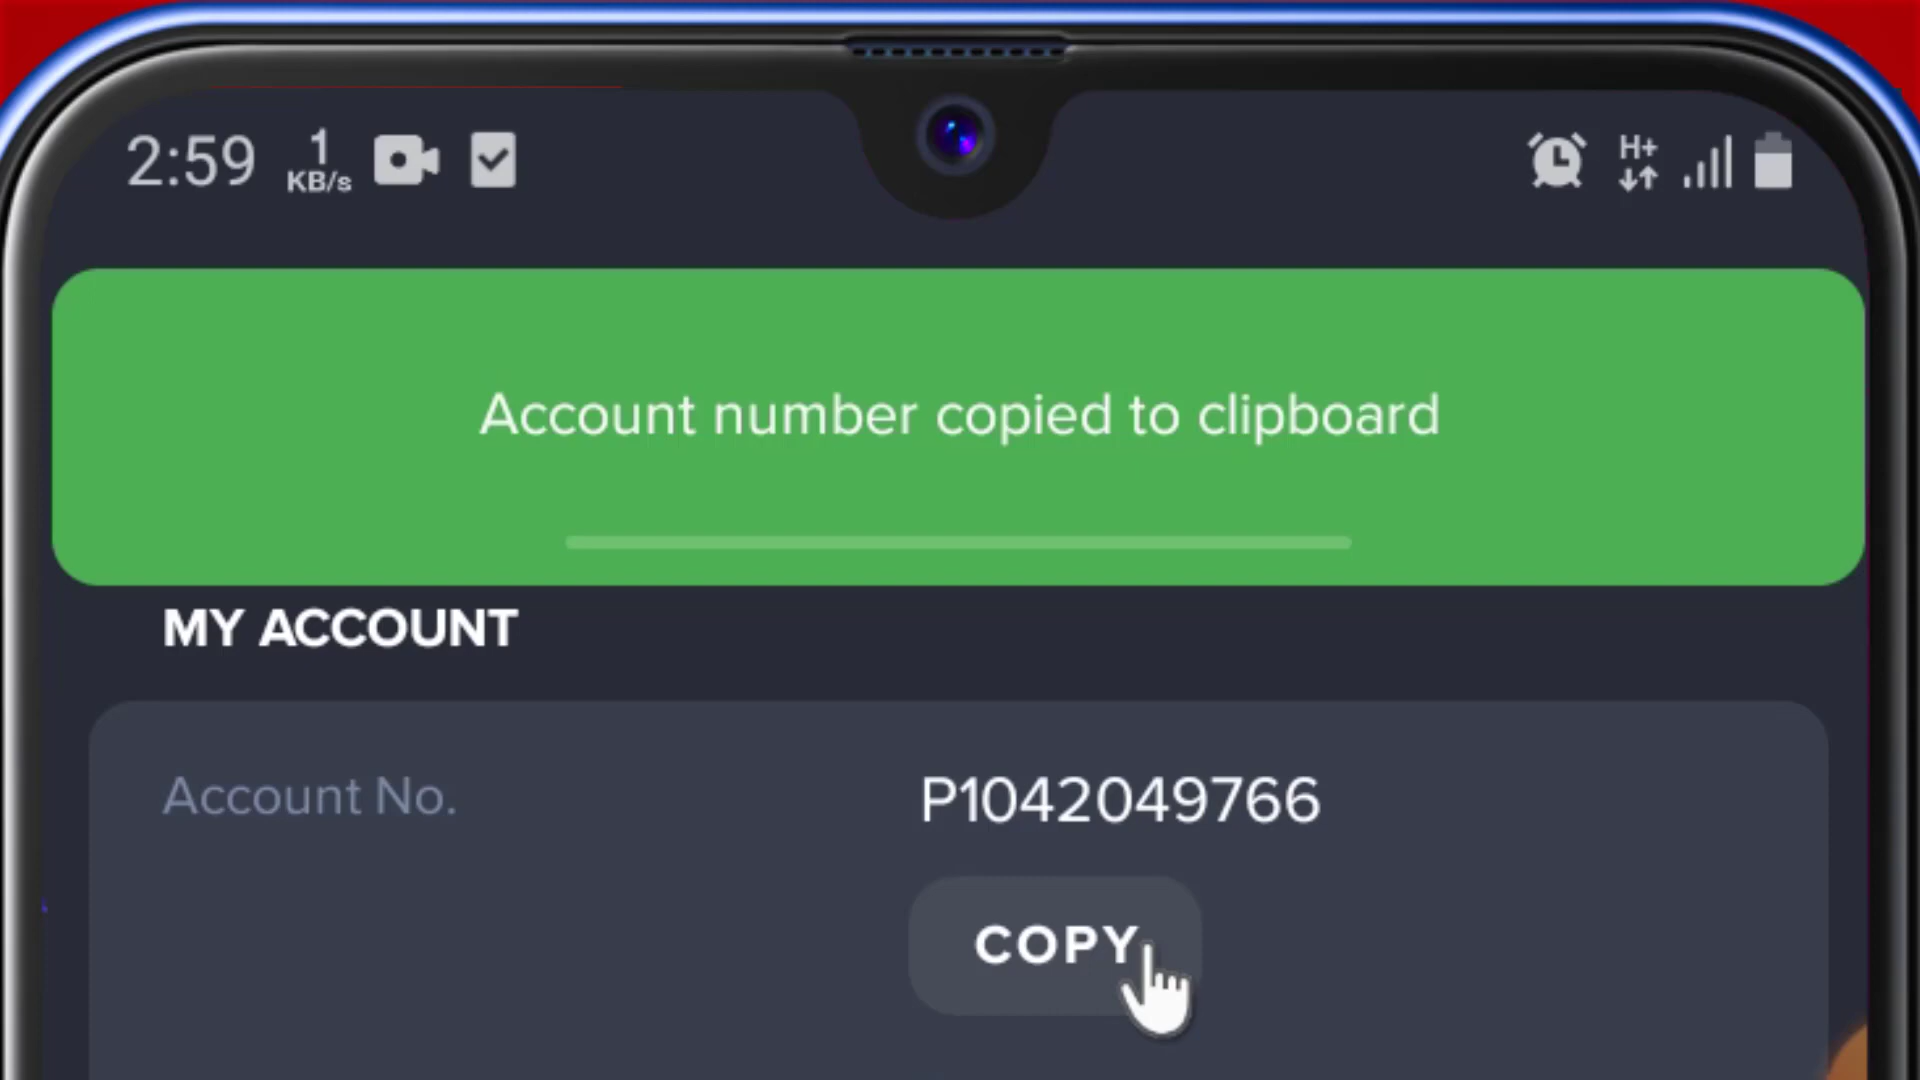 2:59
1
KB/s
H+
Account number copied to clipboard
MY ACCOUNT
Account No.
P1042049766
COPY